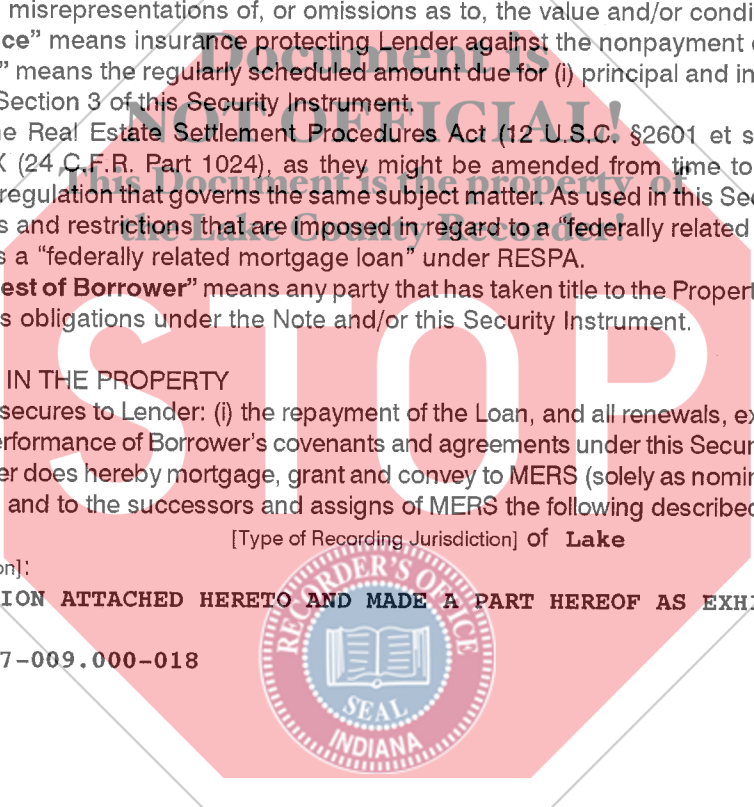 misrepresentations of, or omissions as to, the value and/or condi
ce” means insurance protecting Lender against the nonpayment
” means the regularly scheduled amount due for (i) principal and in
Section 3 of this Security Instrument.
e Real Estate Settlement Procedures Act (12 U.S.C. §2601 et s
X (24 C.F.R. Part 1024), as they might be amended from time to
regulation that governs the same subject matter. As used in this Sec
s and restrictions that are imposed in regard to a “federally related
s a “federally related mortgage loan” under RESPA.
est of Borrower” means any party that has taken title to the Propert
s obligations under the Note and/or this Security Instrument.
IN THE PROPERTY
secures to Lender: (i) the repayment of the Loan, and all renewals, ex
erformance of Borrower’s covenants and agreements under this Secur
er does hereby mortgage, grant and convey to MERS (solely as nomin
and to the successors and assigns of MERS the following described
[Type of Recording Jurisdiction] of Lake
on]:
ION ATTACHED HERETO AND MADE A PART HEREOF AS EXHI
7-009.000-018
Document is
NOT OFFICIAL!
This Document is the property of
the Lake County Recorder!
STOP
RECORDER'S OFFICE
SEAL
INDIANA